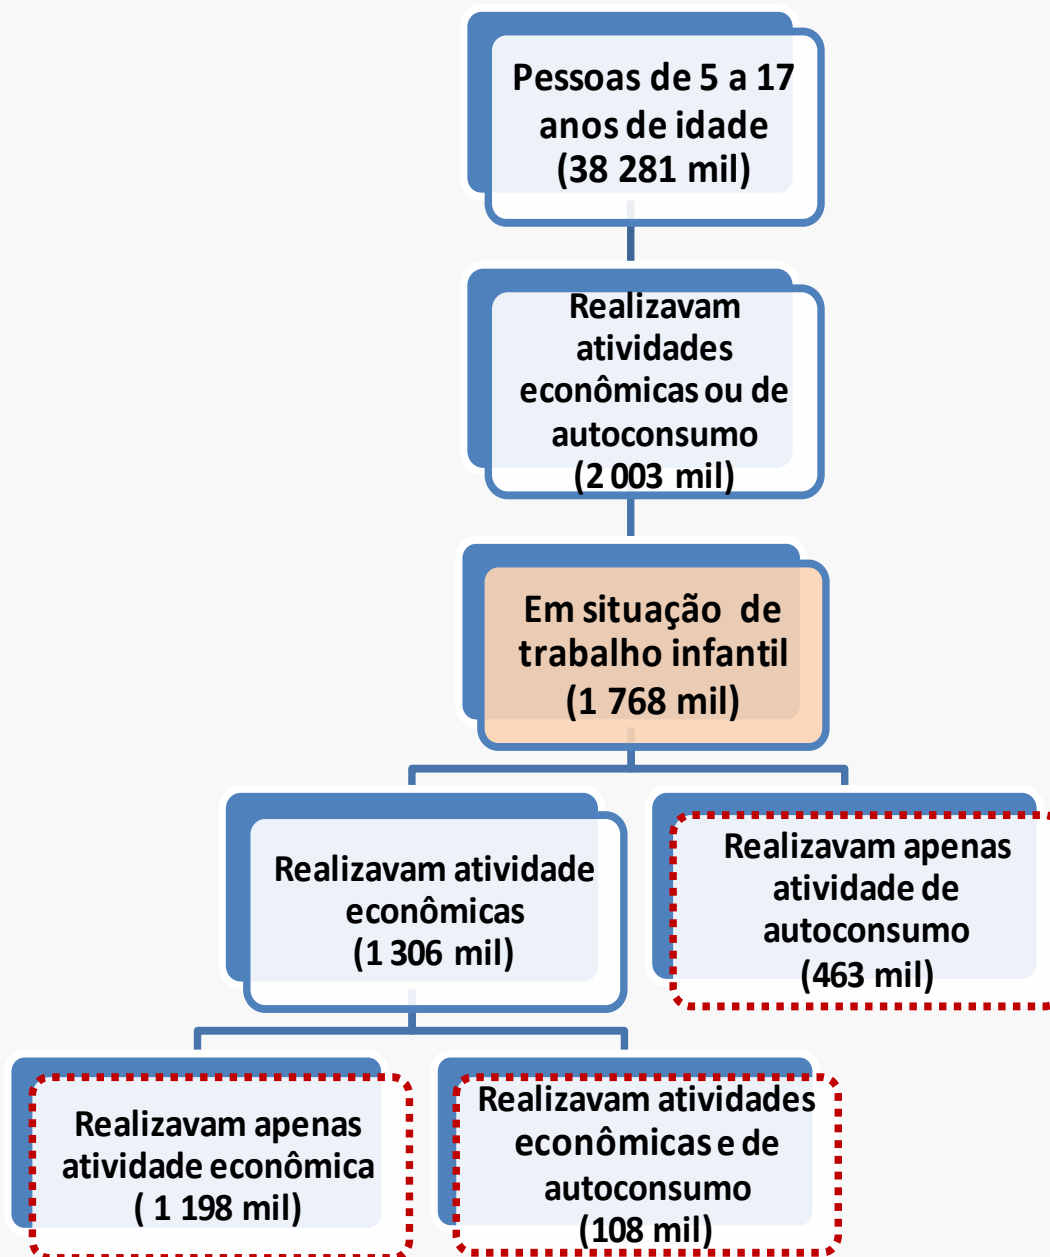 Pessoas de 5 a 17
anos de idade
(38 281 mil)
Realizavam
atividades
econômicas ou de
autoconsumo
(2 003 mil)
Em situação de
trabalho infantil
(1 768 mil)
Realizavam atividade
econômicas
(1 306 mil)
Realizavam apenas
atividade de
autoconsumo
(463 mil)
Realizavam apenas
atividade econômica
( 1 198 mil)
Realizavam atividades
econômicas e de
autoconsumo
(108 mil)